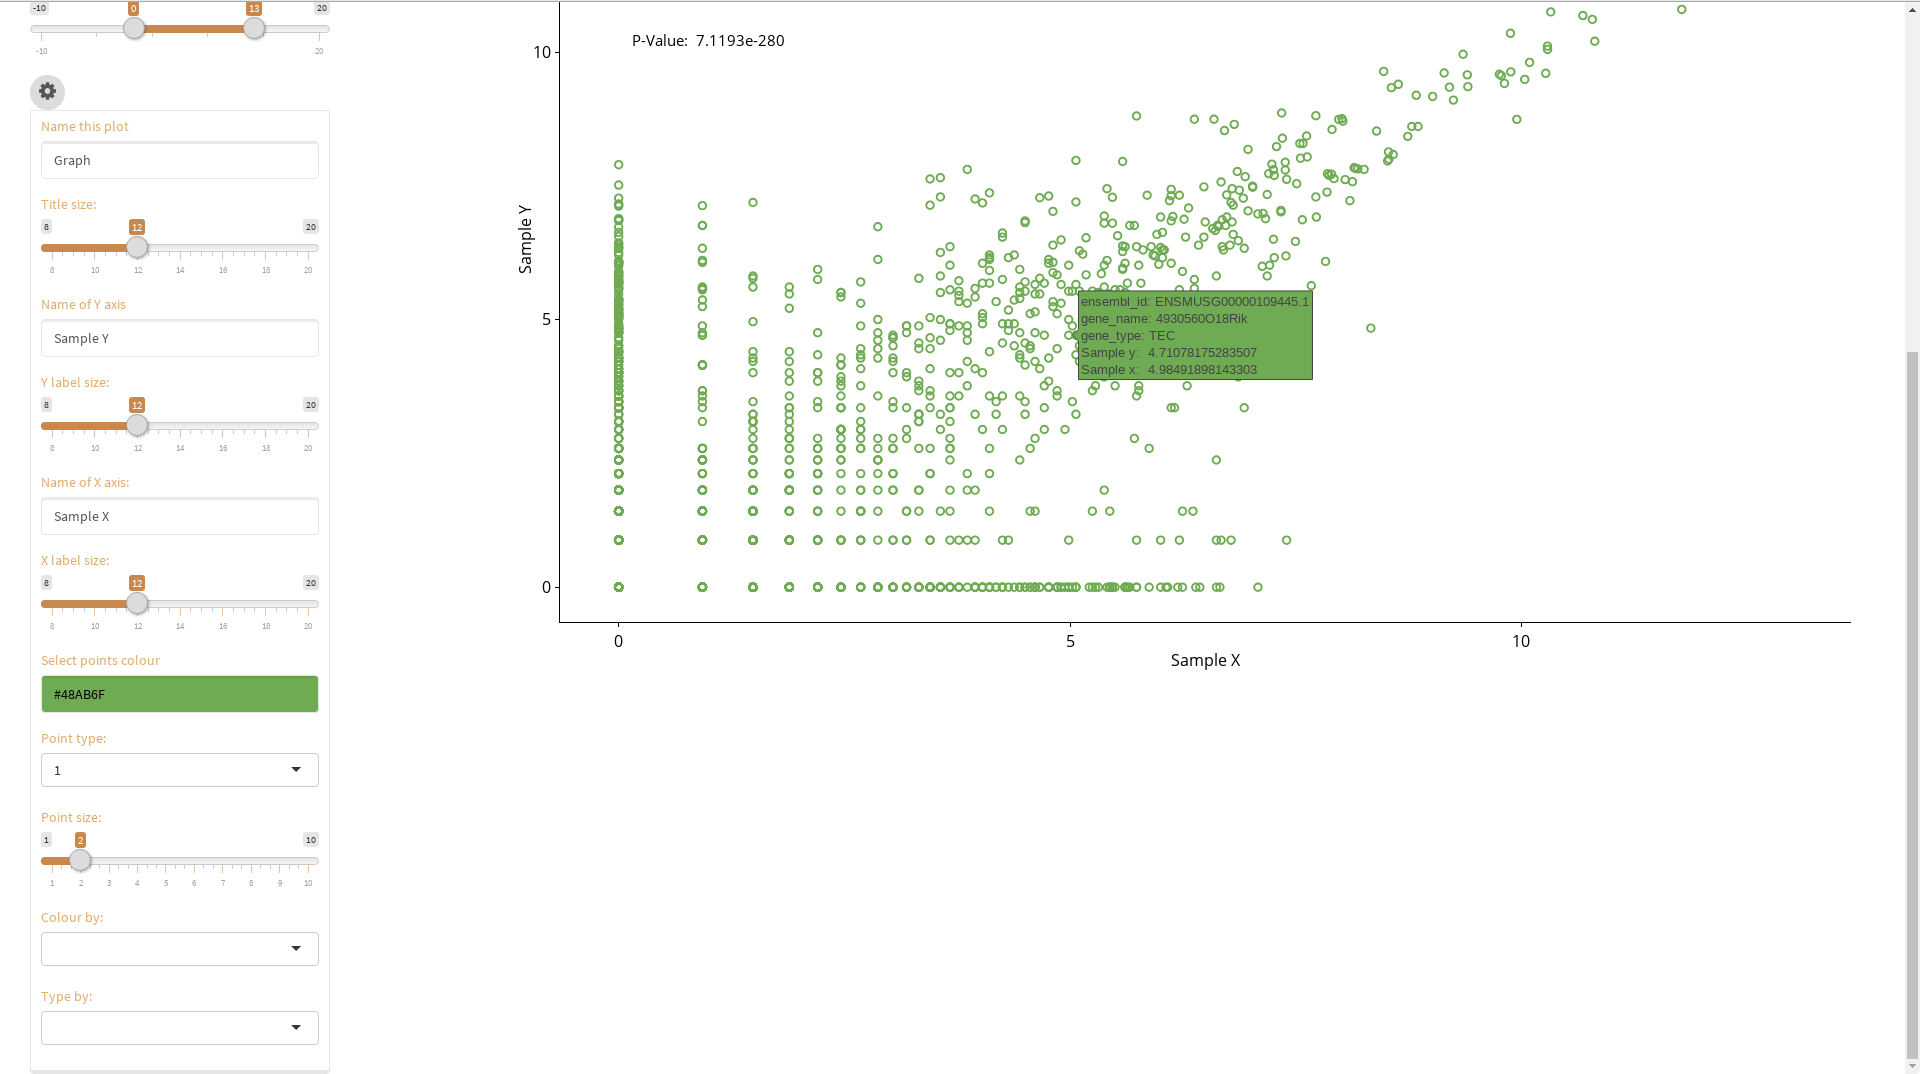 -10 0 13 20
-10 20
Name this plot
Graph
Title size:
8 12 20
8 10 12 14 16 18 20
Name of Y axis
Sample Y
Y label size:
8 12 20
8 10 12 14 16 18 20
Name of X axis:
Sample X
X label size:
8 12 20
8 10 12 14 16 18 20
Select points colour
#48AB6F
Point type:
1
Point size:
1 2 10
1 2 3 4 5 6 7 8 9 10
Colour by:
Type by:
P-Value: 7.1193e-280
10
5
0
Sample Y
ensembl_id: ENSMUSG00000109445.1
gene_name: 4930560O18Rik
gene_type: TEC
Sample y: 4.71078175283507
Sample x: 4.98491898143303
0 5 10
Sample X